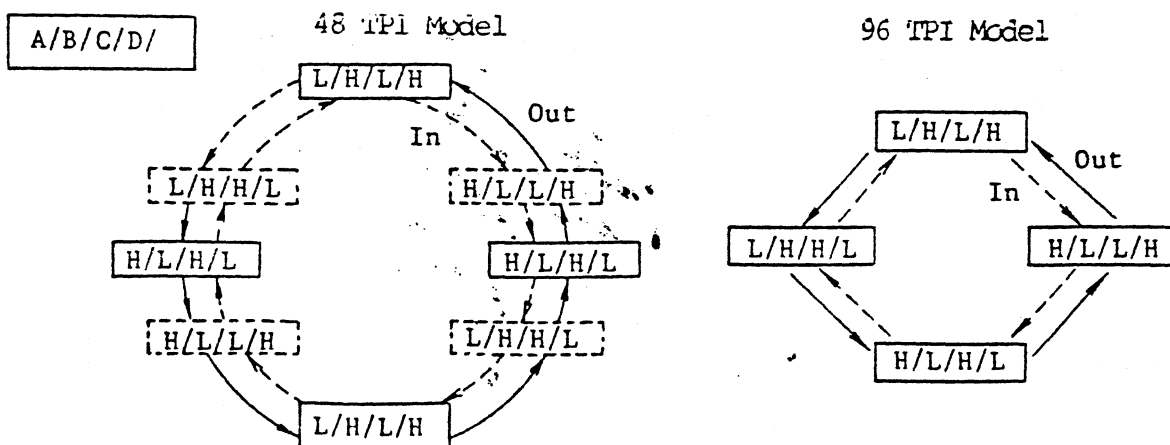 A/B/C/D/
48 TPI Model
96 TPI Model
L/H/L/H
Out
In
L/H/H/L
H/L/L/H
H/L/H/L
H/L/H/L
H/L/L/H
L/H/H/L
L/H/L/H
L/H/L/H
Out
In
L/H/H/L
H/L/L/H
H/L/H/L